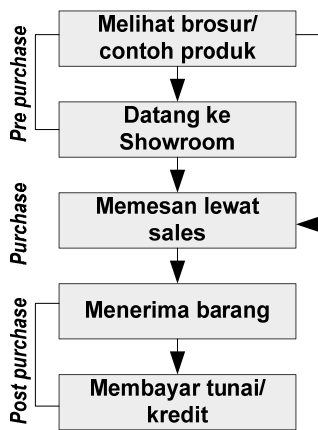 Pre purchase
Melihat brosur/
contoh produk
Datang ke
Showroom
Purchase
Memesan lewat
sales
Post purchase
Menerima barang
Membayar tunai/
kredit